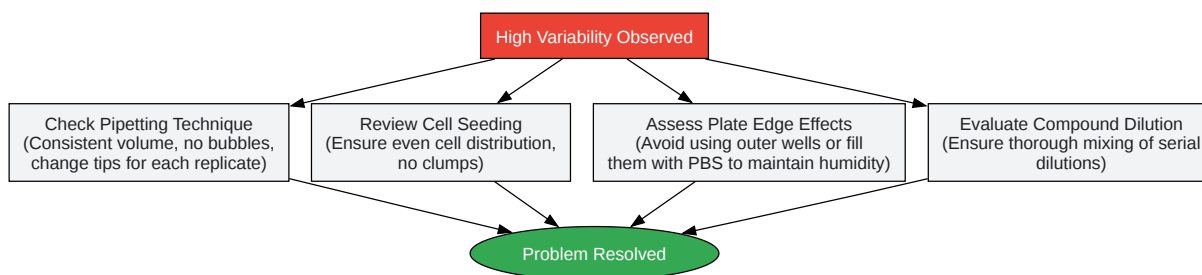 High Variability Observed
Check Pipetting Technique
(Consistent volume, no bubbles,
change tips for each replicate)
Review Cell Seeding
(Ensure even cell distribution,
no clumps)
Assess Plate Edge Effects
(Avoid using outer wells or fill
them with PBS to maintain humidity)
Evaluate Compound Dilution
(Ensure thorough mixing of serial
dilutions)
Problem Resolved